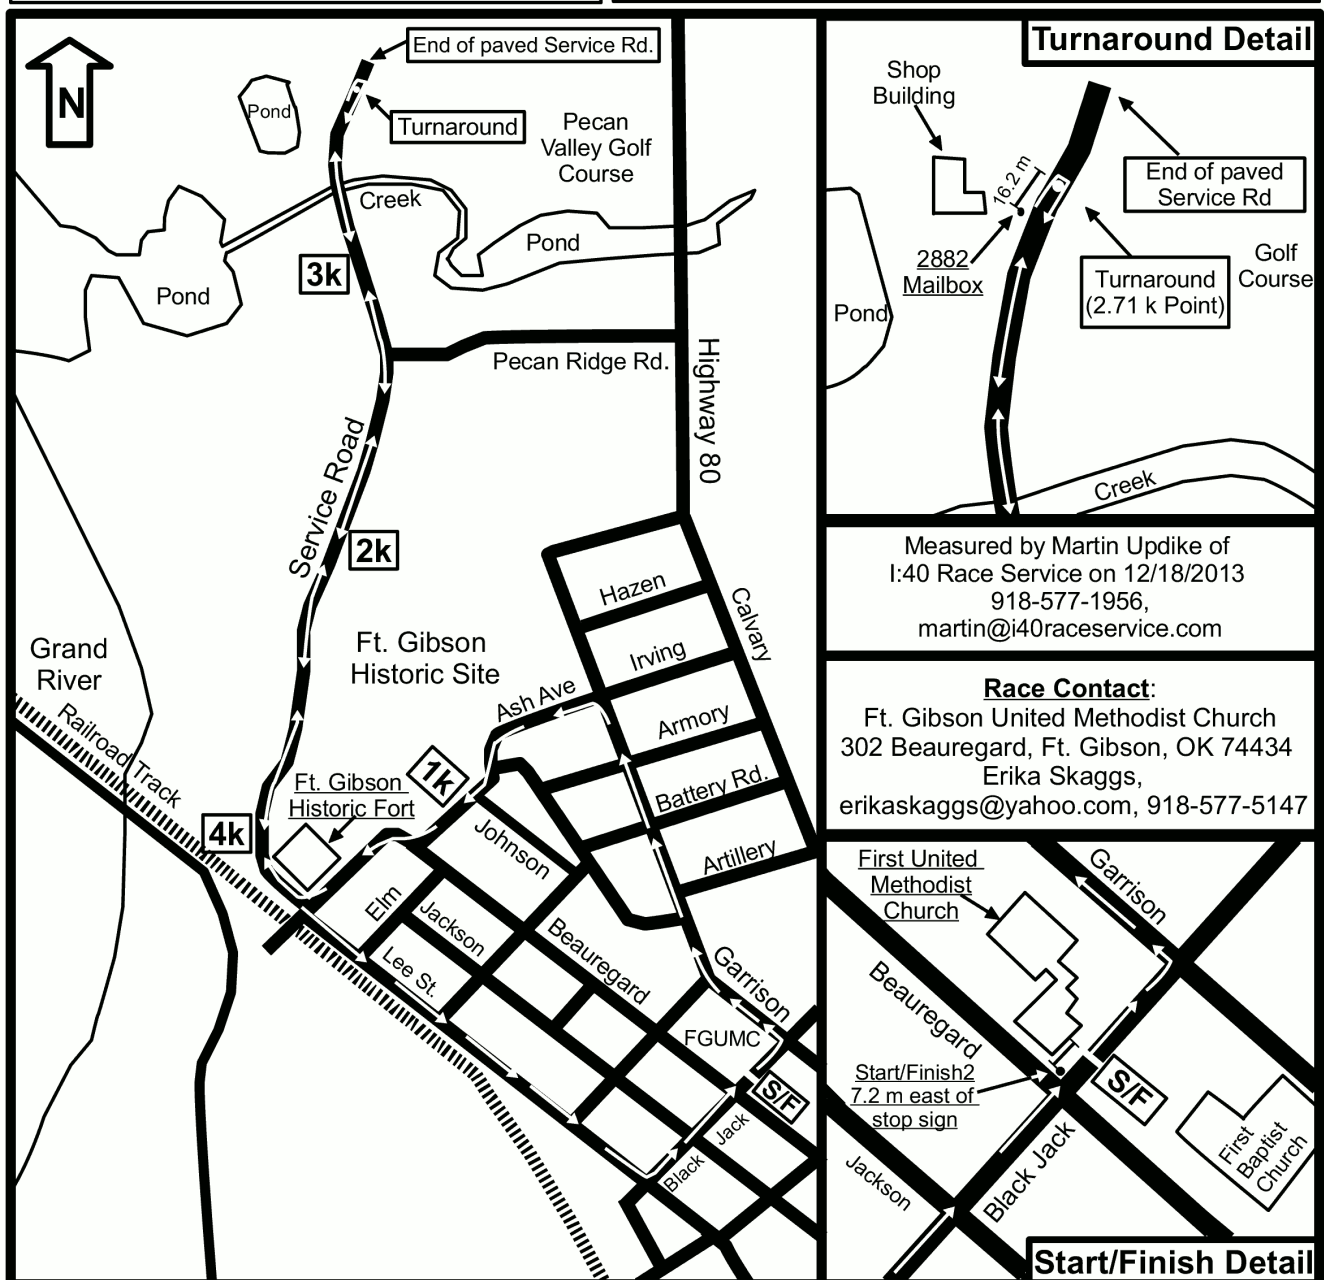 N
End of paved Service Rd.
Turnaround
Pond
Pecan
Valley Golf
Course
Creek
Pond
3k
Pond
Pecan Ridge Rd.
Highway 80
Service Road
2k
Hazen
Calvary
Irving
Grand
River
Ft. Gibson
Historic Site
Ash Ave
Armory
Railroad Track
1k
Battery Rd.
Ft. Gibson
Historic Fort
4k
Johnson
Artillery
Elm
Jackson
Beauregard
Lee St.
Garrison
FGUMC
S/F
Black Jack
Turnaround Detail
Shop
Building
16.2 m
End of paved
Service Rd
2882
Mailbox
Golf
Course
Turnaround
(2.71 k Point)
Pond
Creek
Measured by Martin Updike of
I:40 Race Service on 12/18/2013
918-577-1956,
martin@i40raceservice.com
Race Contact:
Ft. Gibson United Methodist Church
302 Beauregard, Ft. Gibson, OK 74434
Erika Skaggs,
erikaskaggs@yahoo.com, 918-577-5147
First United
Methodist
Church
Garrison
Beauregard
Start/Finish2
7.2 m east of
stop sign
S/F
First
Baptist
Church
Black Jack
Jackson
Start/Finish Detail